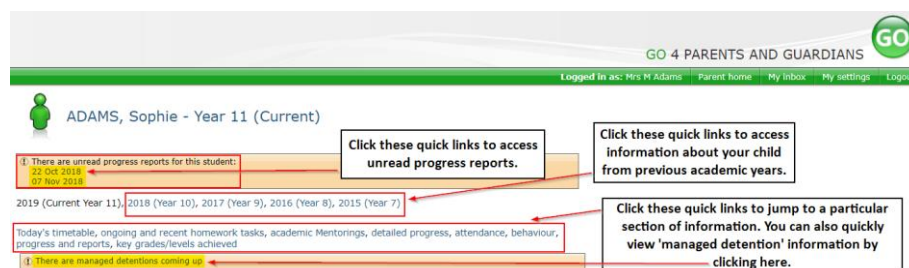 GO
GO 4 PARENTS AND GUARDIANS
Logged in as: Mrs M Adams Parent home My inbox My settings Logout
ADAMS, Sophie - Year 11 (Current)
Click these quick links to access
unread progress reports.
Click these quick links to access
information about your child
from previous academic years.
There are unread progress reports for this student:
22 Oct 2018
07 Nov 2018
2019 (Current Year 11), 2018 (Year 10), 2017 (Year 9), 2016 (Year 8), 2015 (Year 7)
Click these quick links to jump to a particular
section of information. You can also quickly
view 'managed detention' information by
clicking here.
Today's timetable, ongoing and recent homework tasks, academic Mentorings, detailed progress, attendance, behaviour,
progress and reports, key grades/levels achieved
There are managed detentions coming up